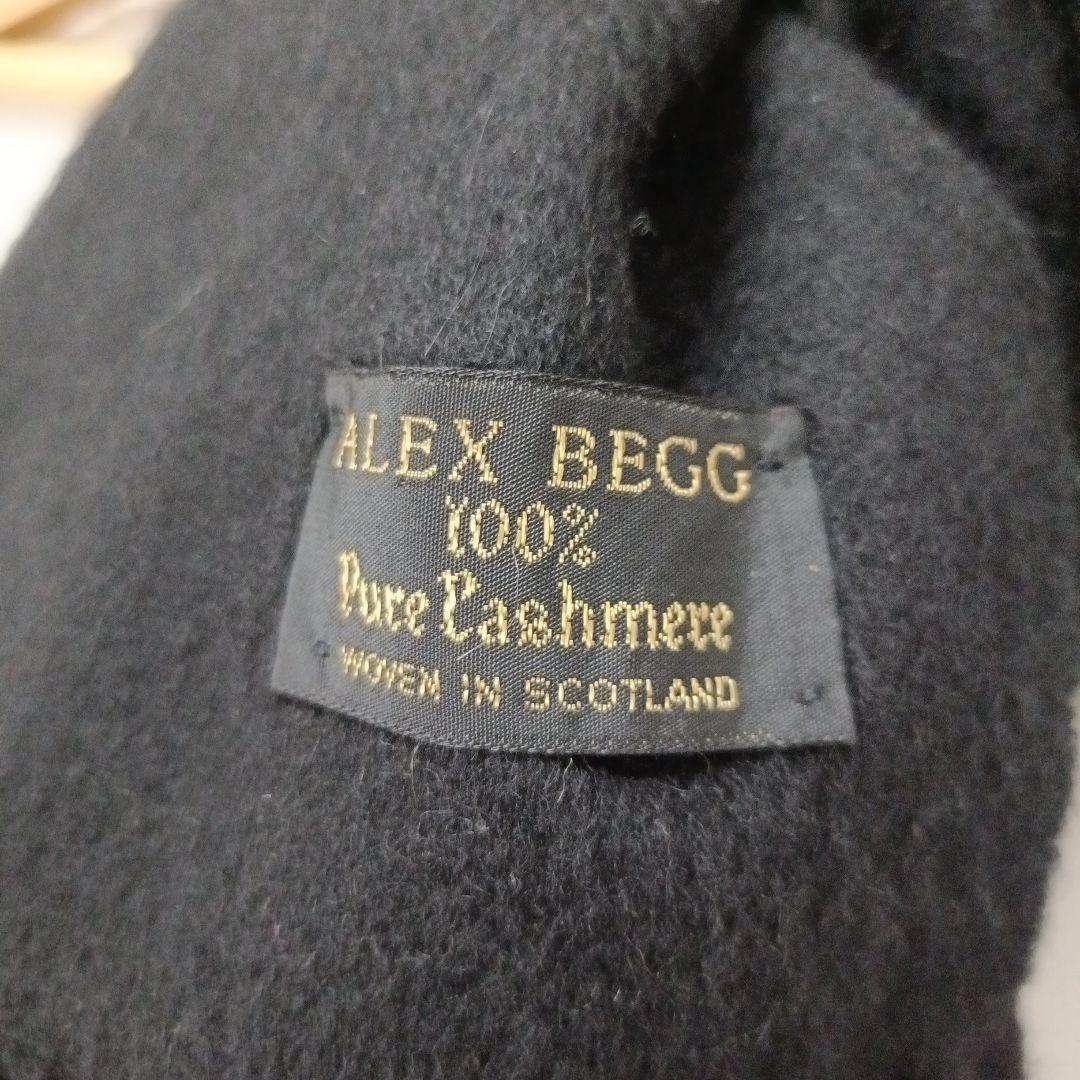 ALEX BEGG
100%
Pure Cashmere
WOVEN IN SCOTLAND